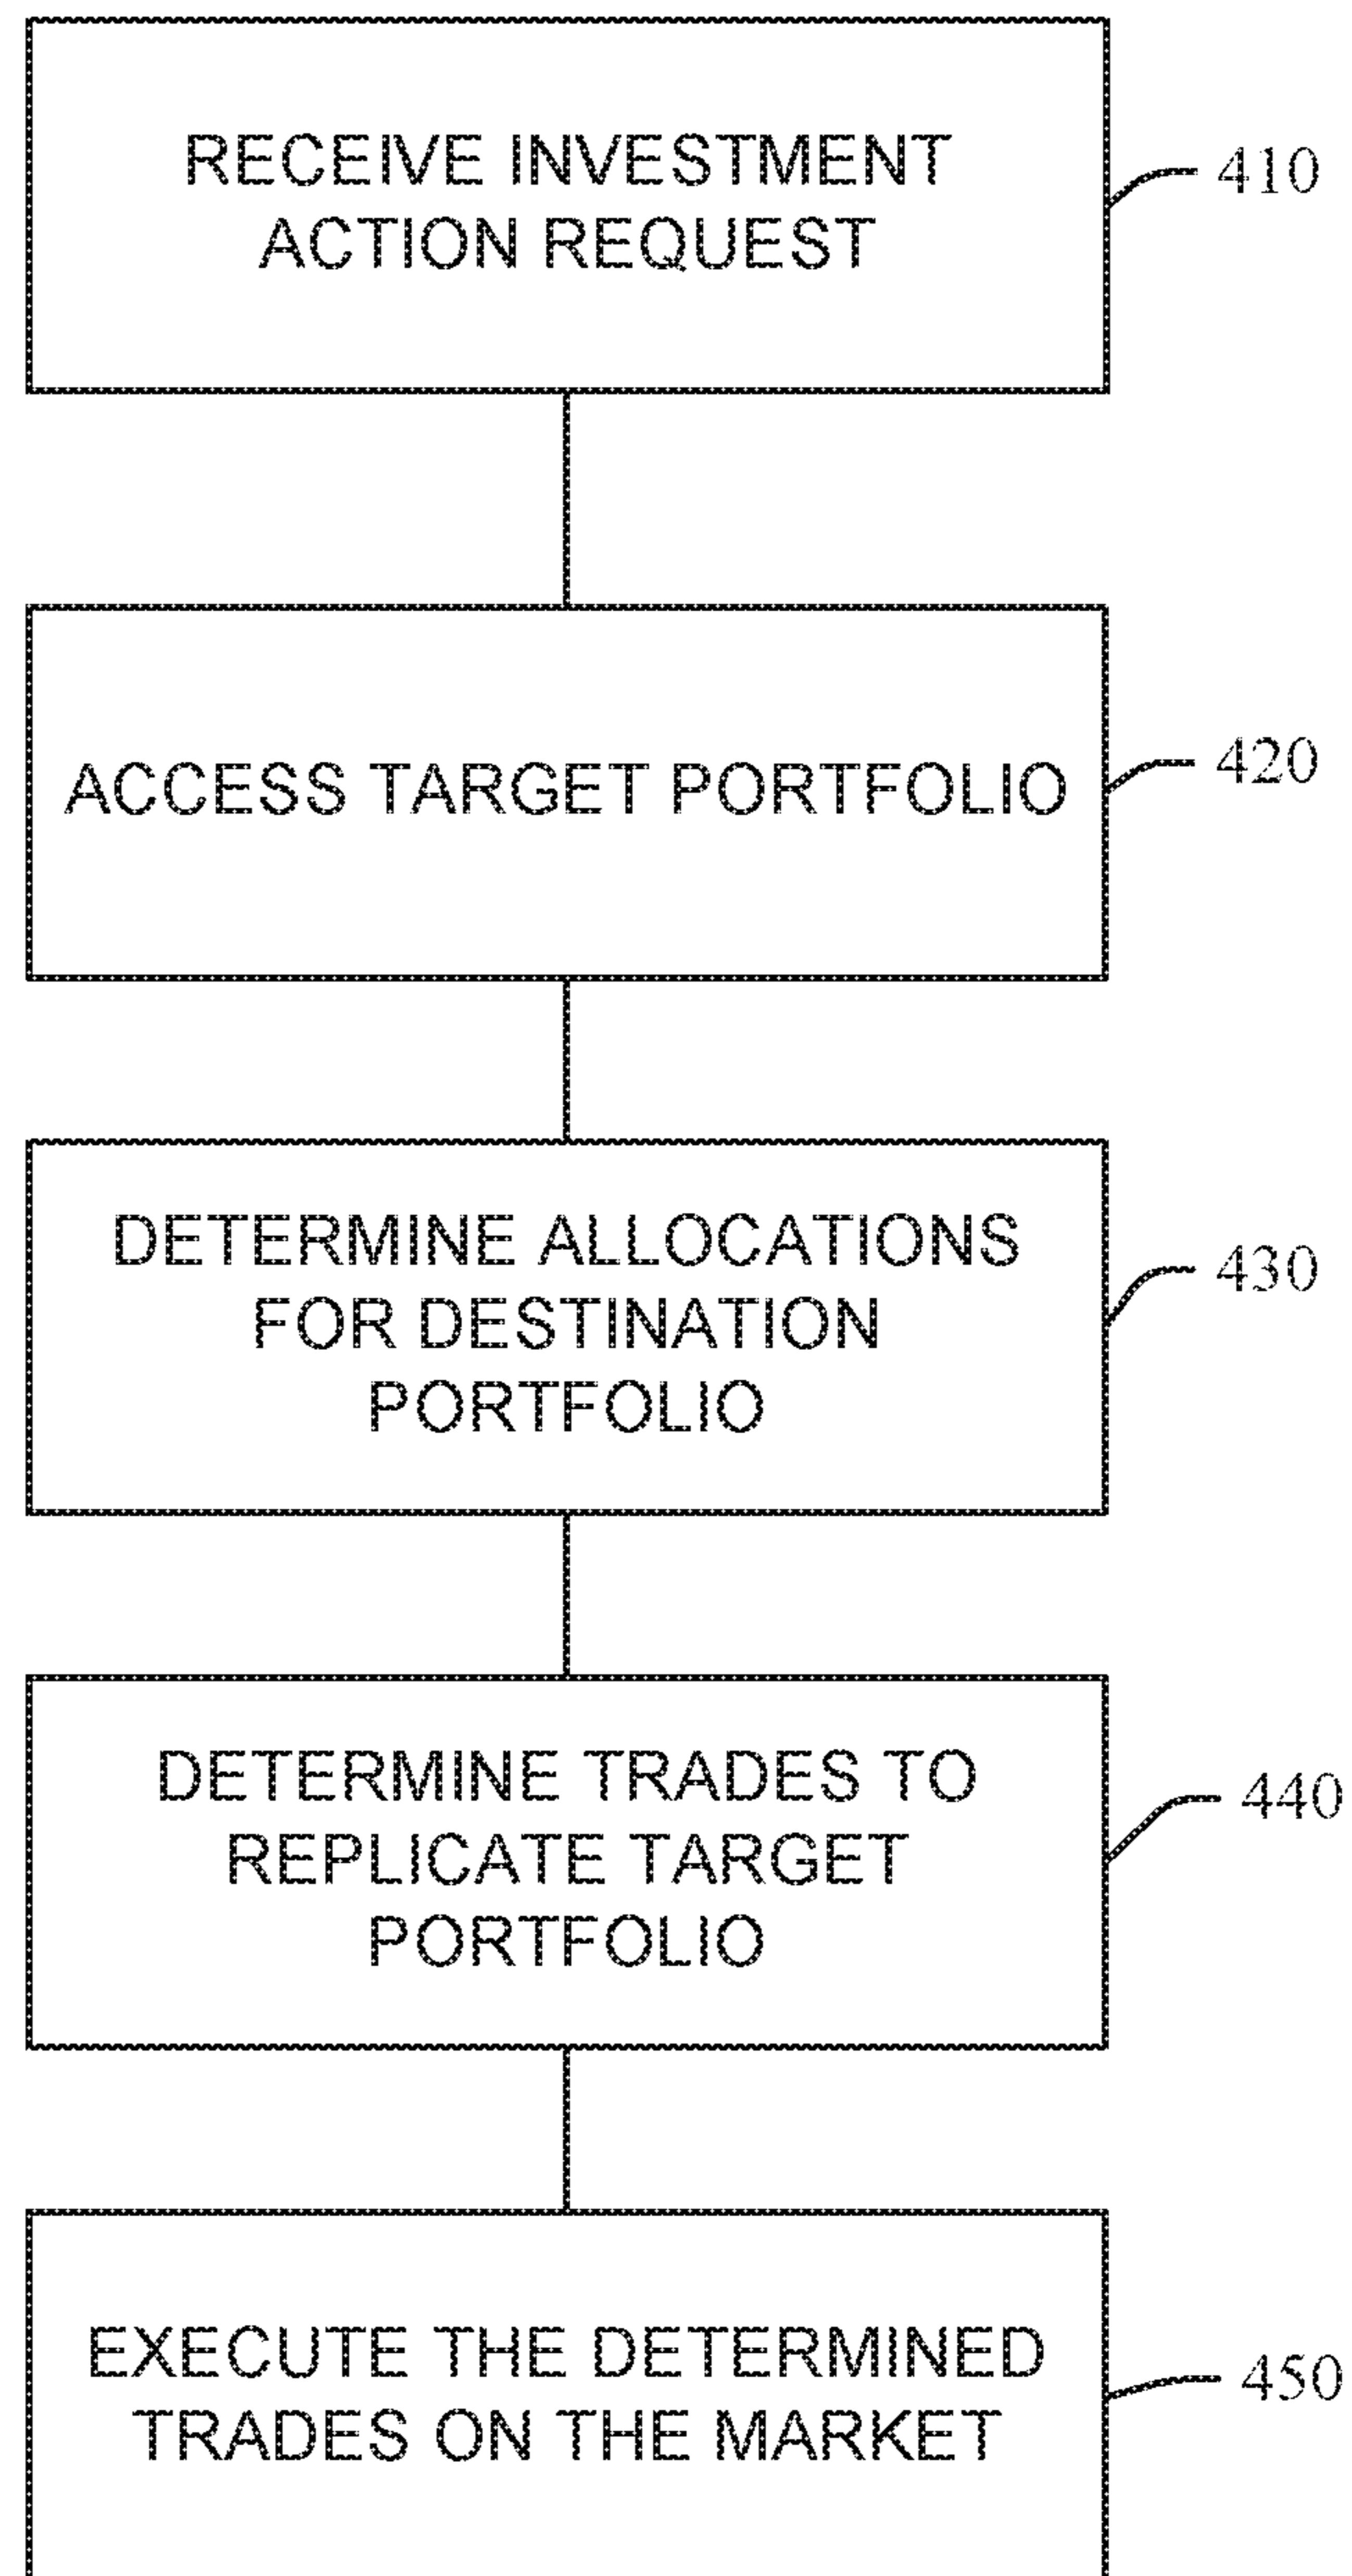 RECEIVE INVESTMENT
ACTION REQUEST
410
ACCESS TARGET PORTFOLIO
420
DETERMINE ALLOCATIONS
FOR DESTINATION
PORTFOLIO
430
DETERMINE TRADES TO
REPLICATE TARGET
PORTFOLIO
440
EXECUTE THE DETERMINED
TRADES ON THE MARKET
450